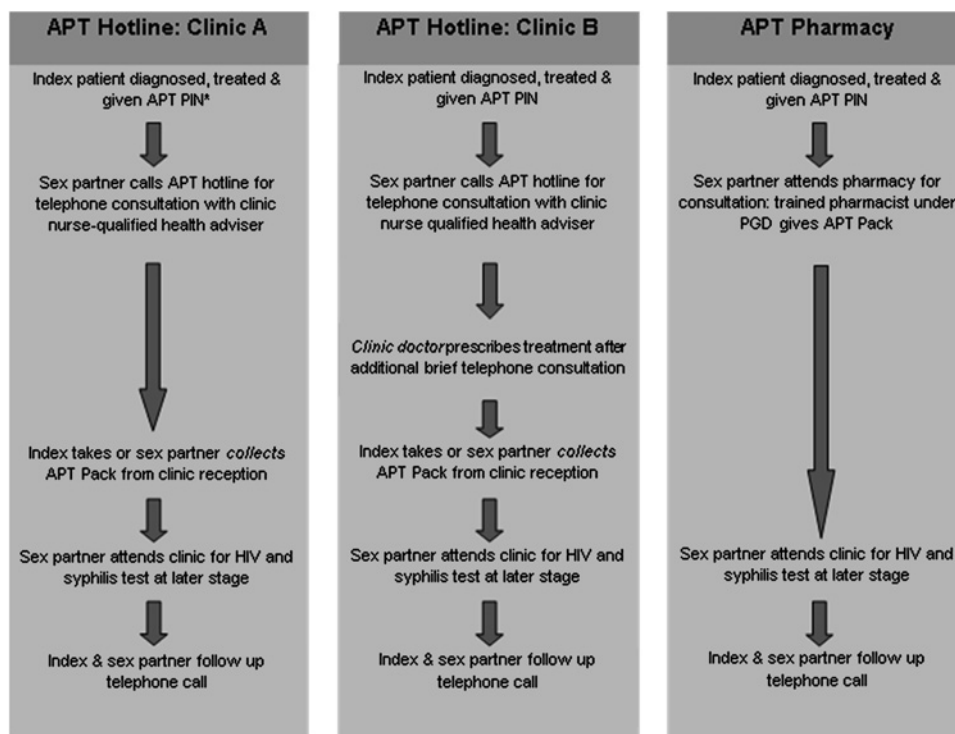 APT Hotline: Clinic A
Index patient diagnosed, treated &
given APT PIN*
Sex partner calls APT hotline for
telephone consultation with clinic
nurse-qualified health adviser
Index takes or sex partner collects
APT Pack from clinic reception
Sex partner attends clinic for HIV and
syphilis test at later stage
Index & sex partner follow up
telephone call
APT Hotline: Clinic B
Index patient diagnosed, treated &
given APT PIN
Sex partner calls APT hotline for
telephone consultation with clinic
nurse qualified health adviser
Clinic doctorprescribes treatment after
additional brief telephone consultation
Index takes or sex partner collects
APT Pack from clinic reception
Sex partner attends clinic for HIV and
syphilis test at later stage
Index & sex partner follow up
telephone call
APT Pharmacy
Index patient diagnosed, treated &
given APT PIN
Sex partner attends pharmacy for
consultation: trained pharmacist under
PGD gives APT Pack
Sex partner attends clinic for HIV and
syphilis test at later stage
Index & sex partner follow up
telephone call